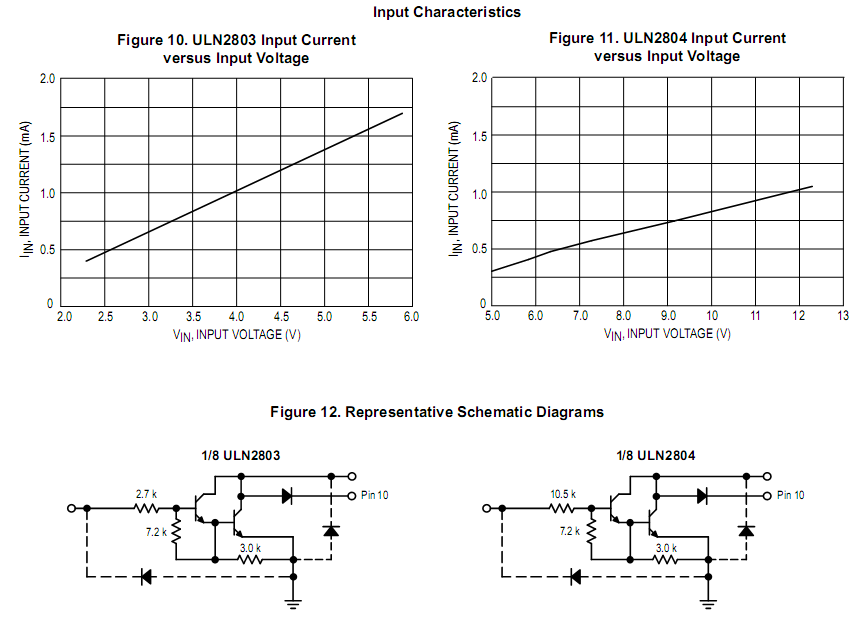 Input Characteristics
Figure 10. ULN2803 Input Current
versus Input Voltage
2.0
1.5
1.0
0.5
0
IIN, INPUT CURRENT (mA)
2.0 2.5 3.0 3.5 4.0 4.5 5.0 5.5 6.0
VIN, INPUT VOLTAGE (V)
Figure 11. ULN2804 Input Current
versus Input Voltage
2.0
1.5
1.0
0.5
0
IIN, INPUT CURRENT (mA)
5.0 6.0 7.0 8.0 9.0 10 11 12 13
VIN, INPUT VOLTAGE (V)
Figure 12. Representative Schematic Diagrams
1/8 ULN2803
2.7 k
Pin 10
7.2 k
3.0 k
1/8 ULN2804
10.5 k
Pin 10
7.2 k
3.0 k